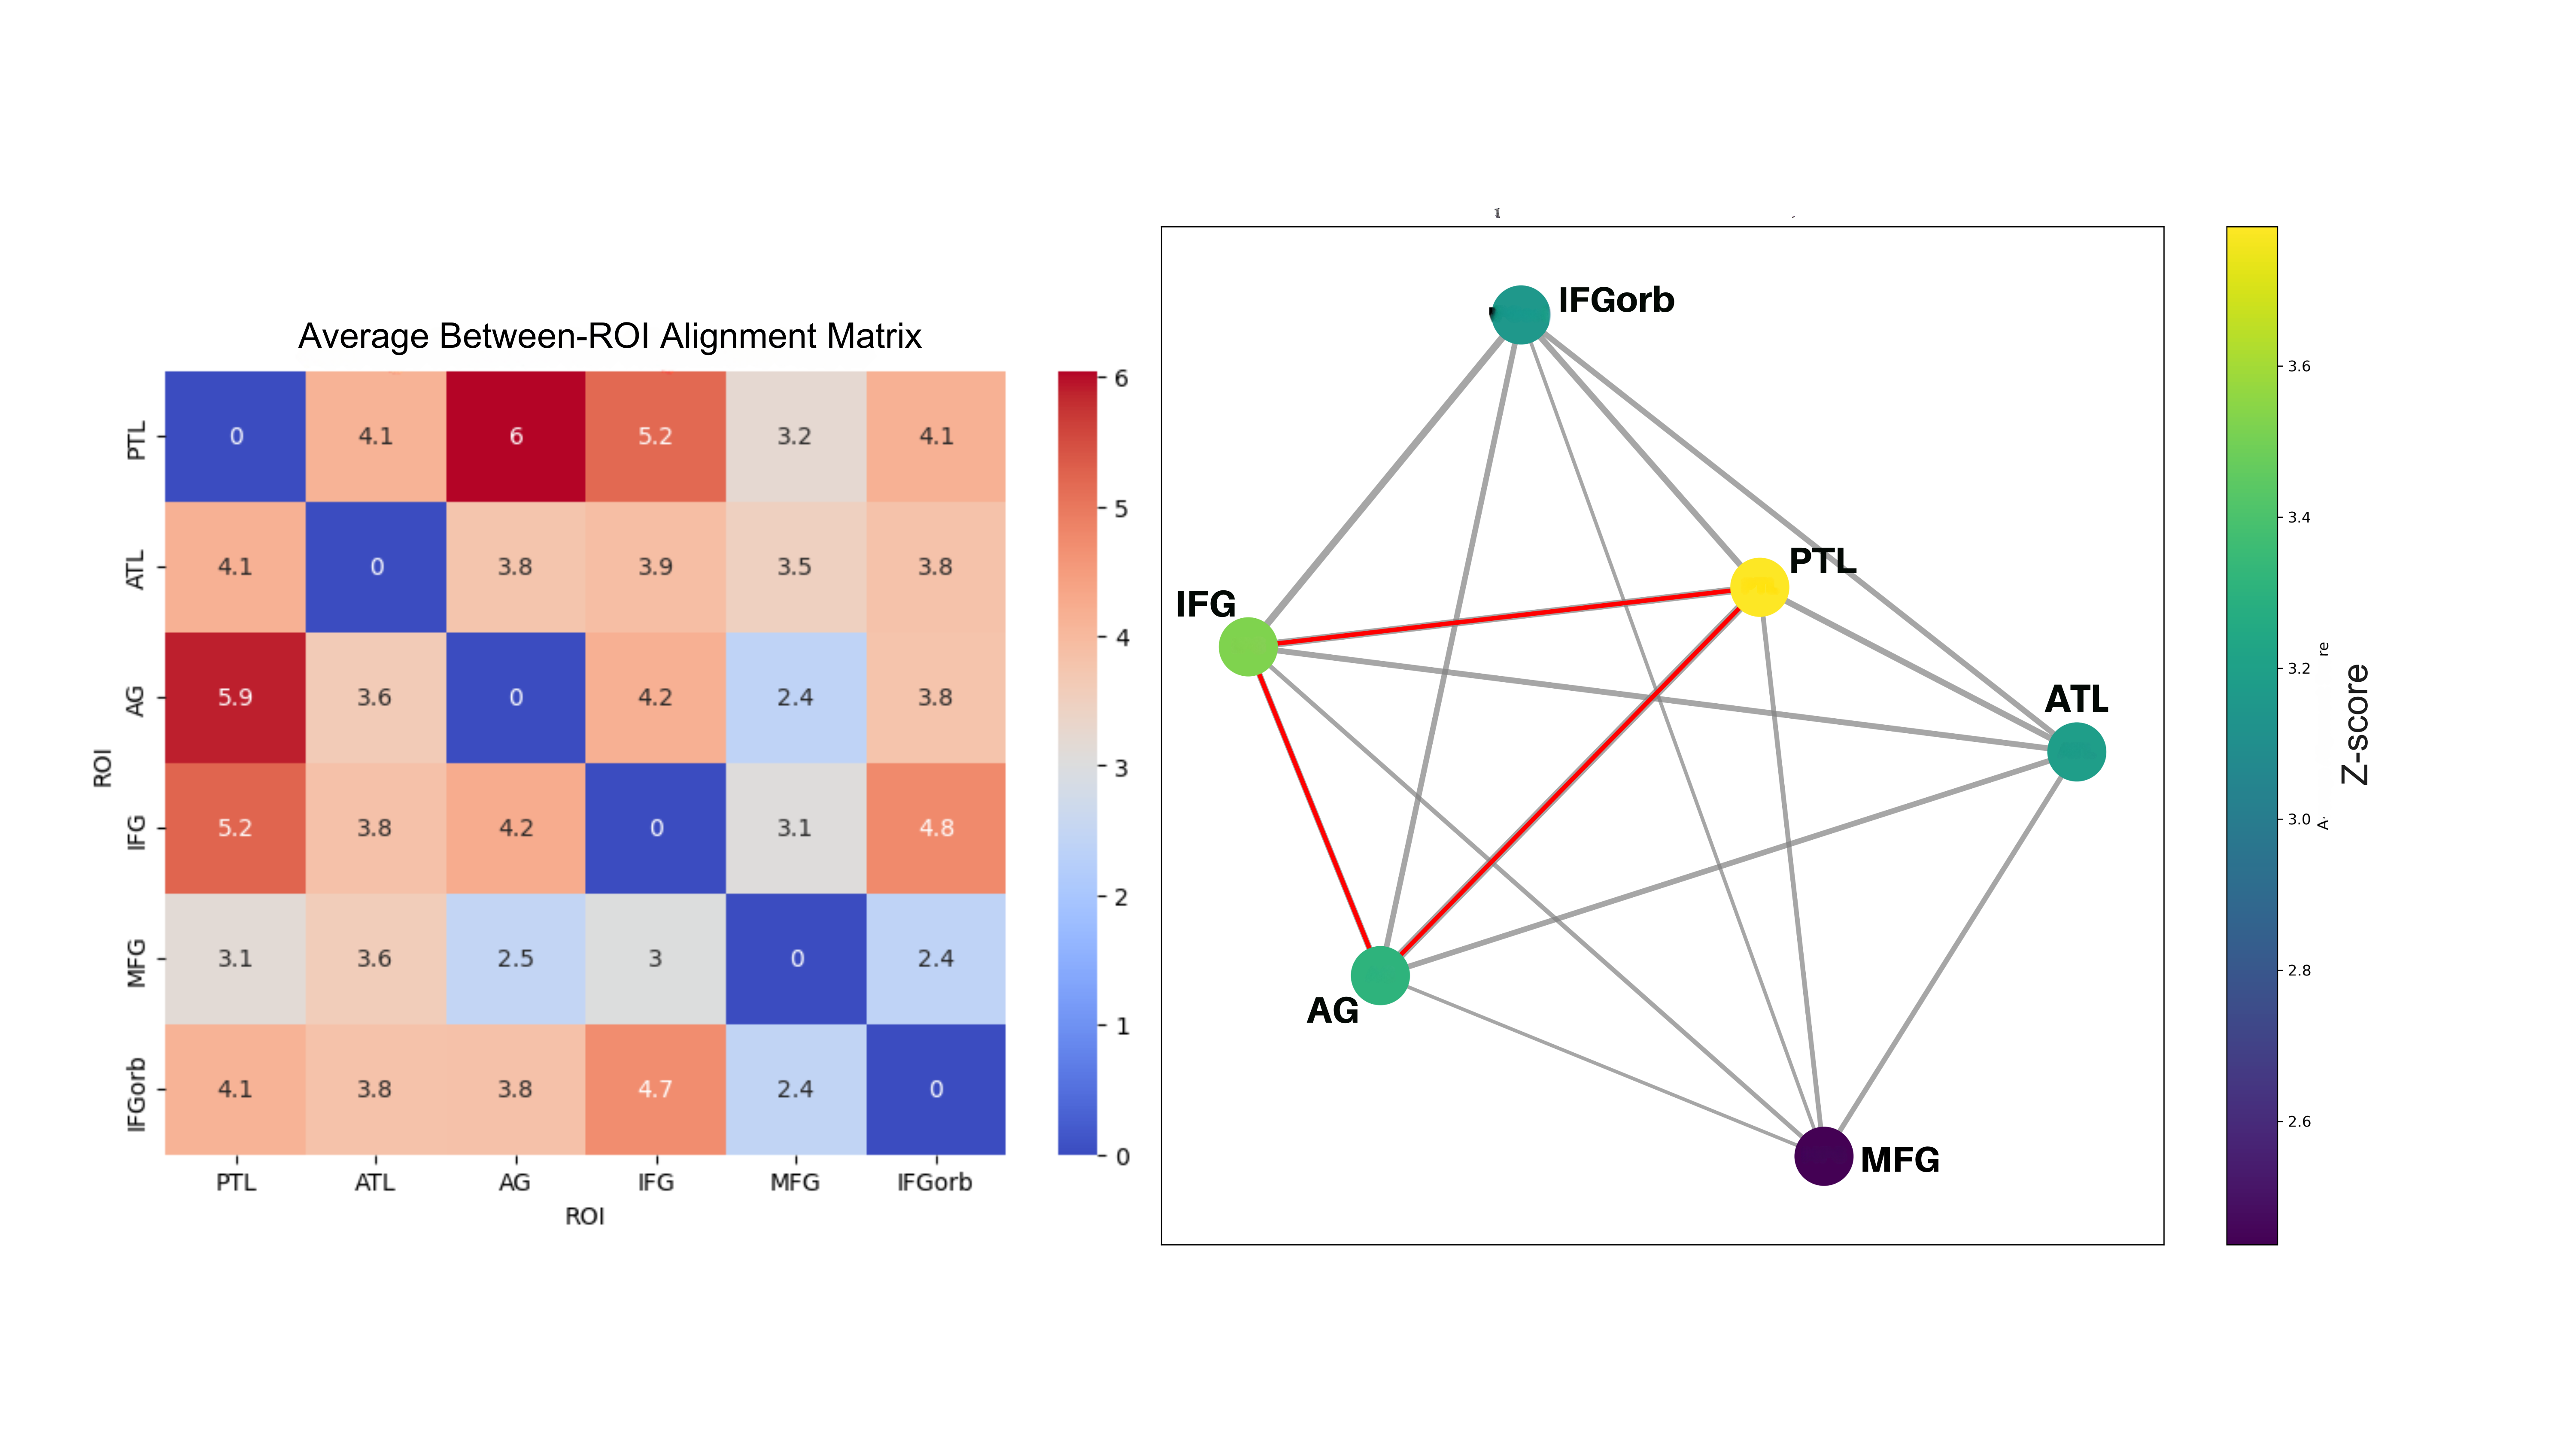 Average Between-ROI Alignment Matrix
PTL 0 4.1 6 5.2 3.2 4.1
ATL 4.1 0 3.8 3.9 3.5 3.8
AG 5.9 3.6 0 4.2 2.4 3.8
IFG 5.2 3.8 4.2 0 3.1 4.8
MFG 3.1 3.6 2.5 3 0 2.4
IFGorb 4.1 3.8 3.8 4.7 2.4 0
ROI
PTL ATL AG IFG MFG IFGorb
ROI
6
5
4
3
2
1
0
IFGorb
PTL
IFG
ATL
AG
MFG
3.6
3.4
3.2
3.0
2.8
2.6
re
Z-score